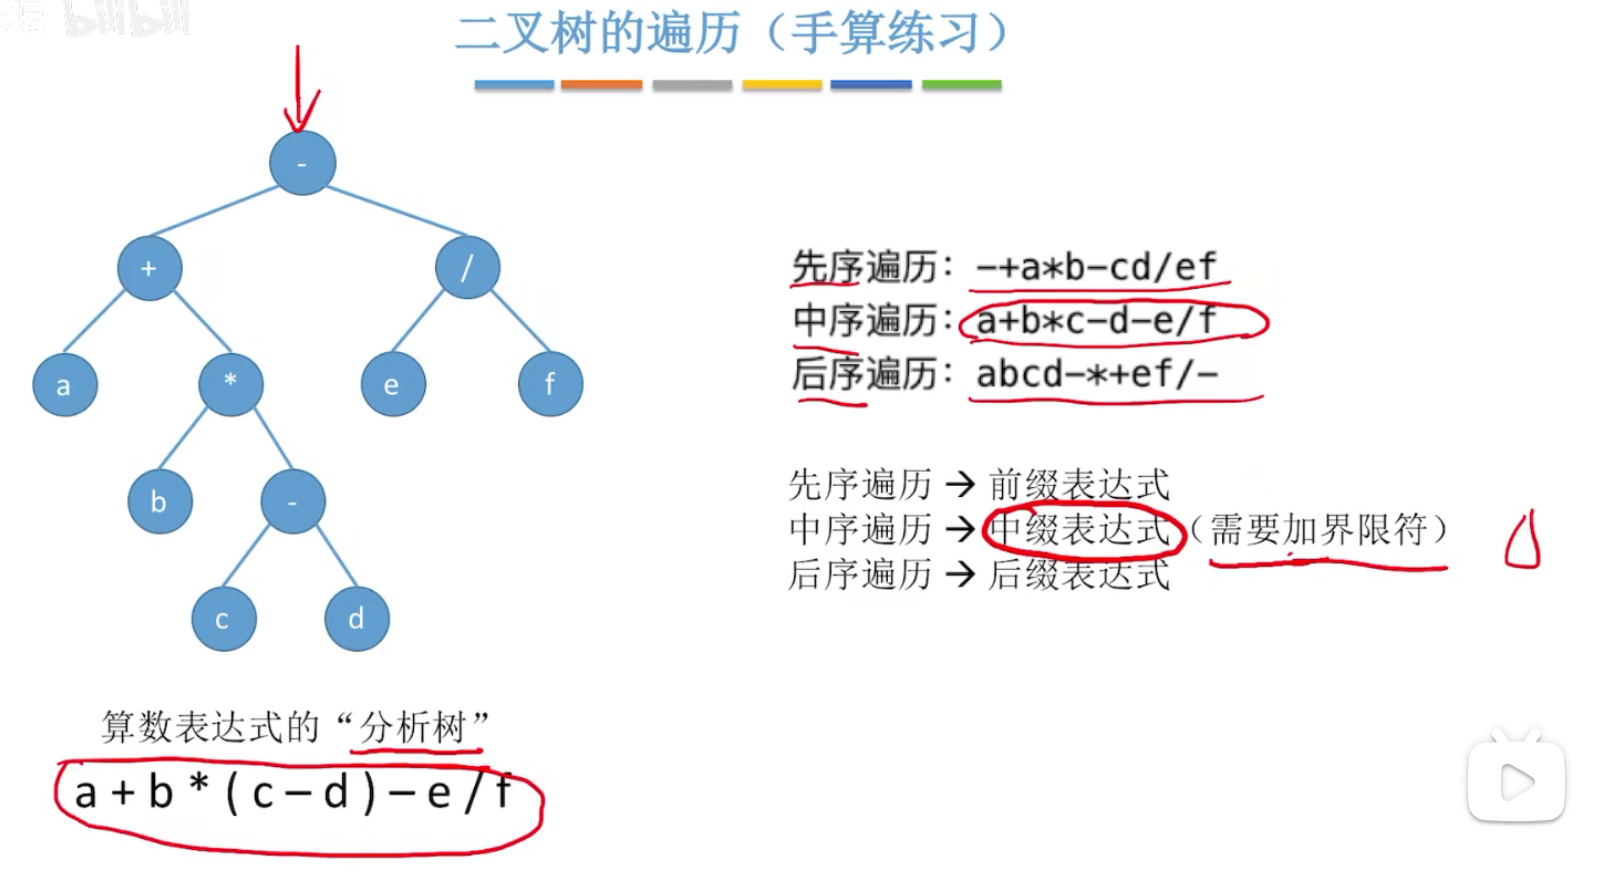 bilibili
二叉树的遍历（手算练习）
-
+
/
a
*
e
f
b
-
c
d
先序遍历：-+a*b-cd/ef
中序遍历：a+b*c-d-e/f
后序遍历：abcd-*+ef/-
先序遍历→前缀表达式
中序遍历→中缀表达式（需要加界限符）
后序遍历→后缀表达式
算数表达式的“分析树”
a+b*(c-d)-e/f